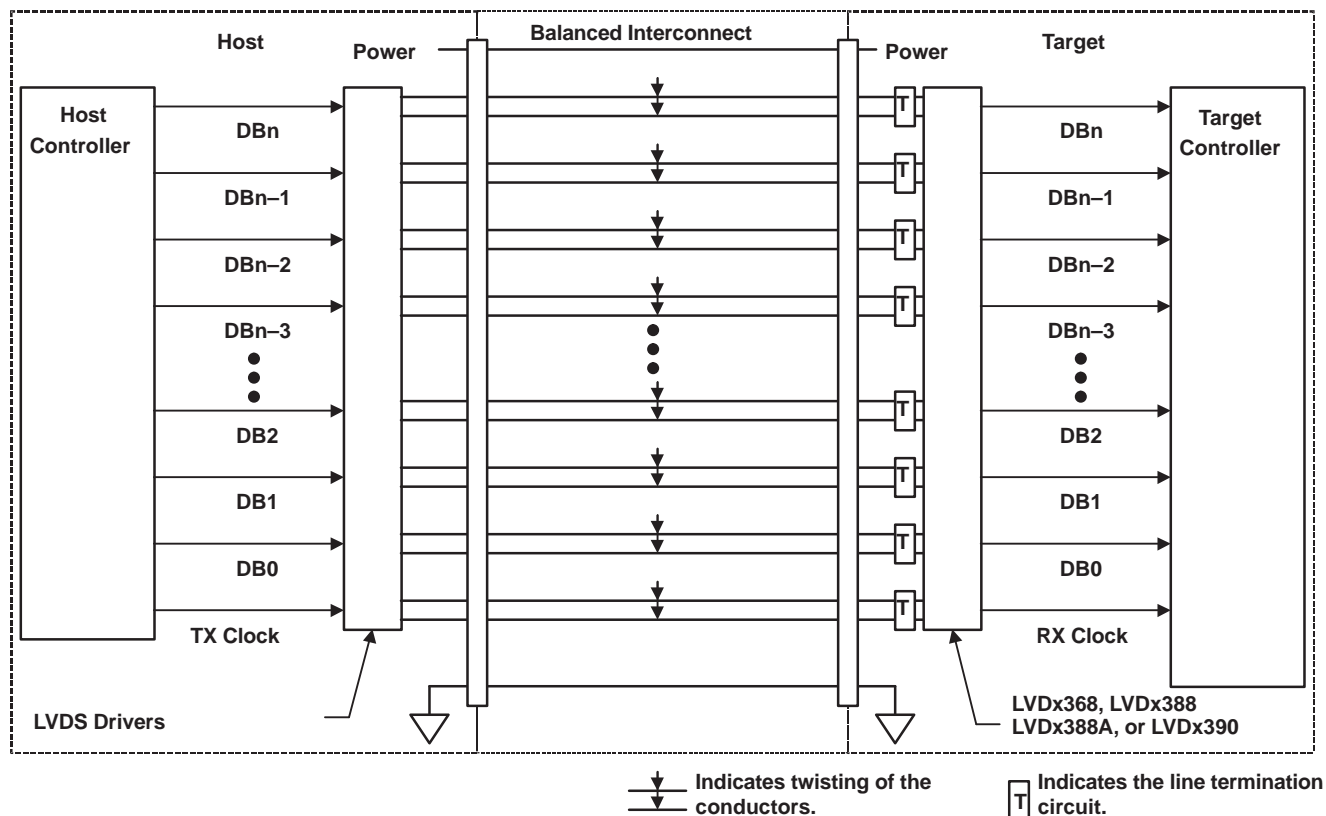 Host
Power
Balanced Interconnect
Power
Target
Host
Controller
Target
Controller
DBn
T
DBn
DBn–1
T
DBn–1
DBn–2
T
DBn–2
DBn–3
T
DBn–3
DB2
T
DB2
DB1
T
DB1
DB0
T
DB0
TX Clock
T
RX Clock
LVDS Drivers
LVDx368, LVDx388
LVDx388A, or LVDx390
Indicates twisting of the
conductors.
T
Indicates the line termination
circuit.